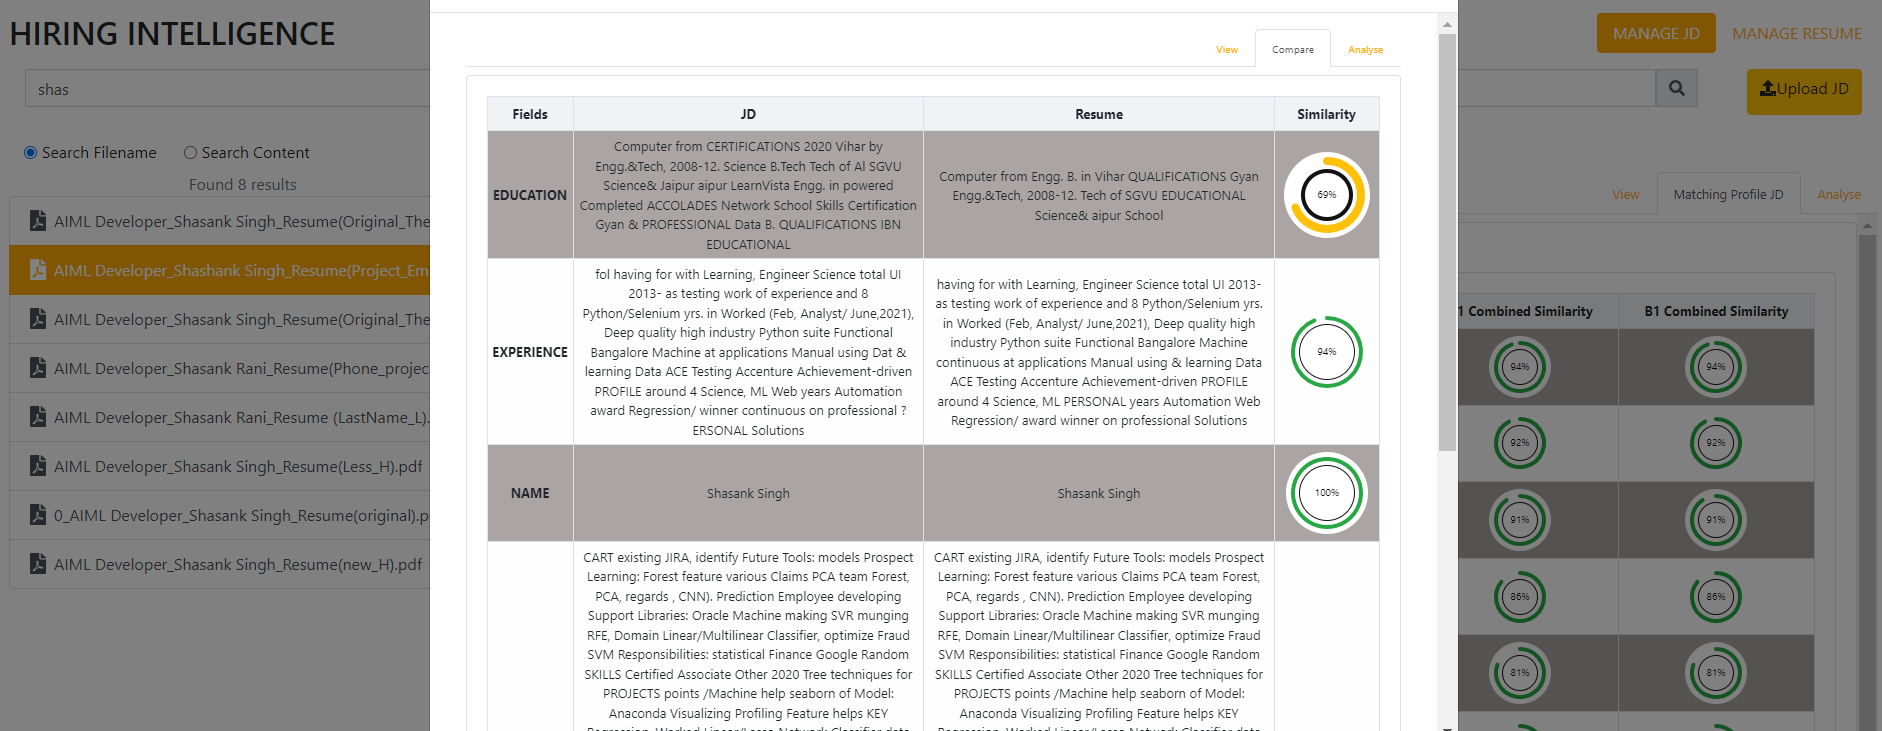 HIRING INTELLIGENCE
MANAGE JD
MANAGE RESUME
shas
Upload JD
Search Filename
Search Content
Found 8 results
AIML Developer_Shasank Singh_Resume(Original_The
AIML Developer_Shashank Singh_Resume(Project_Em
AIML Developer_Shasank Singh_Resume(Original_The
AIML Developer_Shasank Rani_Resume(Phone_projec
AIML Developer_Shasank Rani_Resume (LastName_L).
AIML Developer_Shasank Singh_Resume(Less_H).pdf
0_AIML Developer_Shasank Singh_Resume(original).p
AIML Developer_Shasank Singh_Resume(new_H).pdf
View
Compare
Analyse
Fields
JD
Resume
Similarity
EDUCATION
Computer from CERTIFICATIONS 2020 Vihar by
Engg.&Tech, 2008-12. Science B.Tech Tech of Al SGVU
Science& Jaipur aipur LearnVista Engg. in powered
Completed ACCOLADES Network School Skills Certification
Gyan & PROFESSIONAL Data B. QUALIFICATIONS IBN
EDUCATIONAL
Computer from Engg. B. in Vihar QUALIFICATIONS Gyan
Engg.&Tech, 2008-12. Tech of SGVU EDUCATIONAL
Science& aipur School
69%
EXPERIENCE
fol having for with Learning, Engineer Science total UI
2013- as testing work of experience and 8
Python/Selenium yrs. in Worked (Feb, Analyst/ June,2021),
Deep quality high industry Python suite Functional
Bangalore Machine at applications Manual using Dat &
learning Data ACE Testing Accenture Achievement-driven
PROFILE around 4 Science, ML Web years Automation
award Regression/ winner continuous on professional ?
ERSONAL Solutions
having for with Learning, Engineer Science total UI 2013-
as testing work of experience and 8 Python/Selenium yrs.
in Worked (Feb, Analyst/ June,2021), Deep quality high
industry Python suite Functional Bangalore Machine
continuous at applications Manual using & learning Data
ACE Testing Accenture Achievement-driven PROFILE
around 4 Science, ML PERSONAL years Automation Web
Regression/ award winner on professional Solutions
94%
NAME
Shasank Singh
Shasank Singh
100%
CART existing JIRA, identify Future Tools: models Prospect
Learning: Forest feature various Claims PCA team Forest,
PCA, regards , CNN). Prediction Employee developing
Support Libraries: Oracle Machine making SVR munging
RFE, Domain Linear/Multilinear Classifier, optimize Fraud
SVM Responsibilities: statistical Finance Google Random
SKILLS Certified Associate Other 2020 Tree techniques for
PROJECTS points /Machine help seaborn of Model:
Anaconda Visualizing Profiling Feature helps KEY
Regression, Worked Linear/Lasso Network Classifier data
CART existing JIRA, identify Future Tools: models Prospect
Learning: Forest feature various Claims PCA team Forest,
PCA, regards , CNN). Prediction Employee developing
Support Libraries: Oracle Machine making SVR munging
RFE, Domain Linear/Multilinear Classifier, optimize Fraud
SVM Responsibilities: statistical Finance Google Random
SKILLS Certified Associate Other 2020 Tree techniques for
PROJECTS points /Machine help seaborn of Model:
Anaconda Visualizing Profiling Feature helps KEY
Regression, Worked Linear/Lasso Network Classifier data
View
Matching Profile JD
Analyse
1 Combined Similarity
B1 Combined Similarity
94%
94%
92%
92%
91%
91%
86%
86%
81%
81%